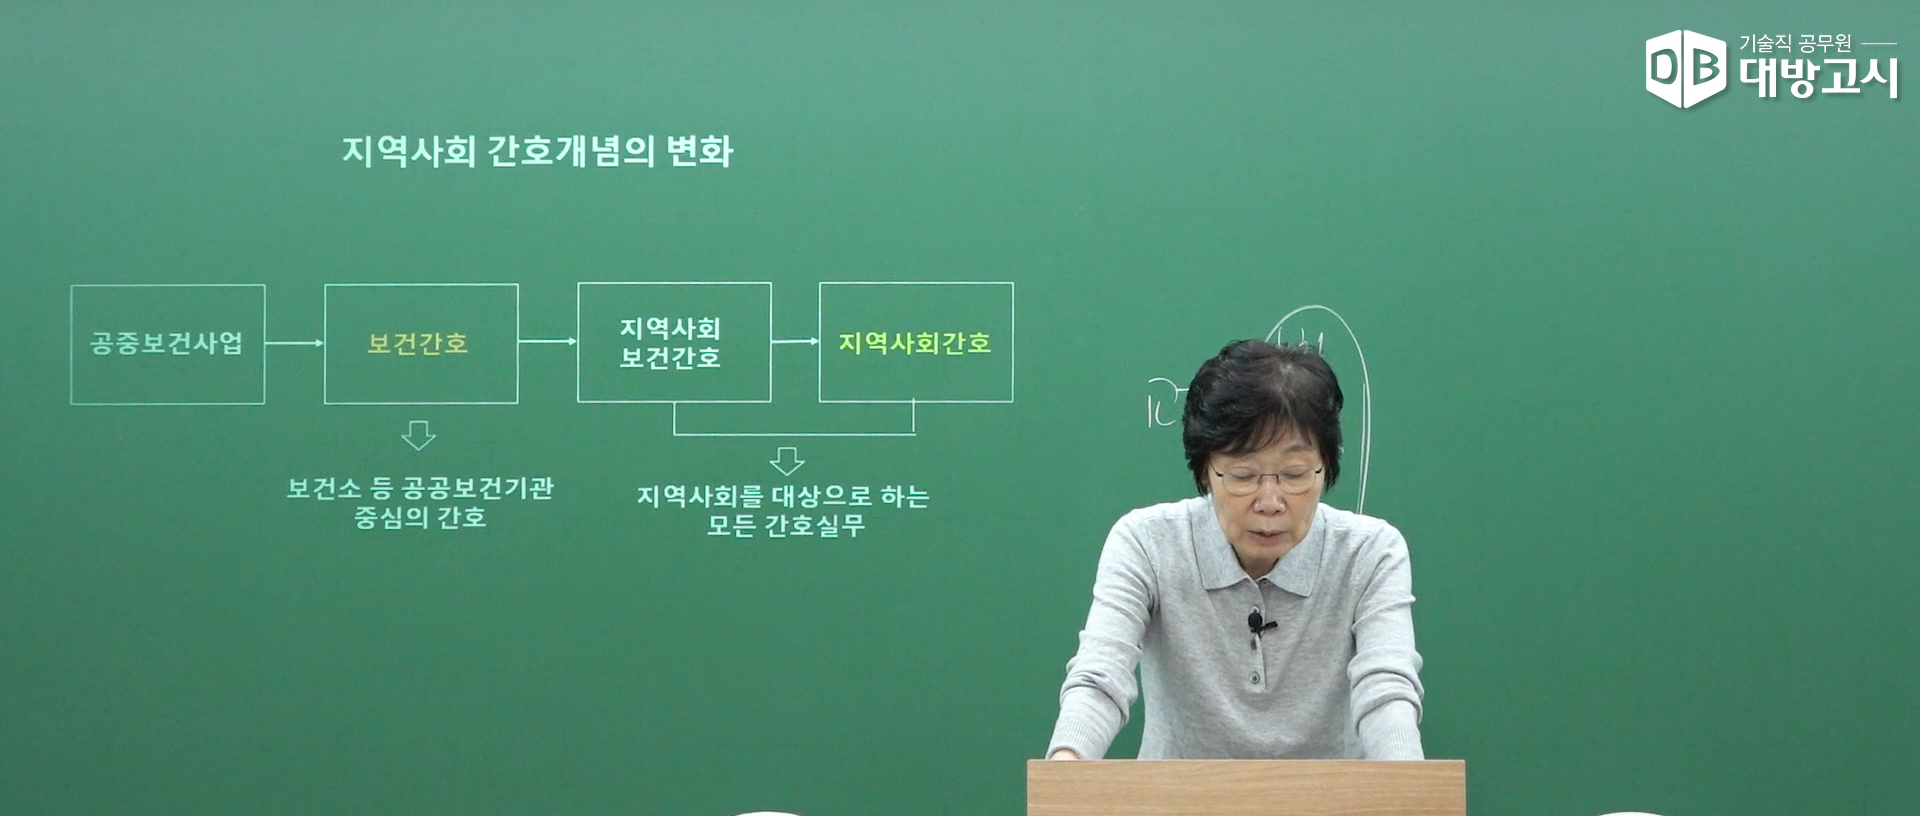 기술직 공무원
DB 대방고시
지역사회 간호개념의 변화
공중보건사업
보건간호
지역사회
보건간호
지역사회간호
보건소 등 공공보건기관
중심의 간호
지역사회를 대상으로 하는
모든 간호실무